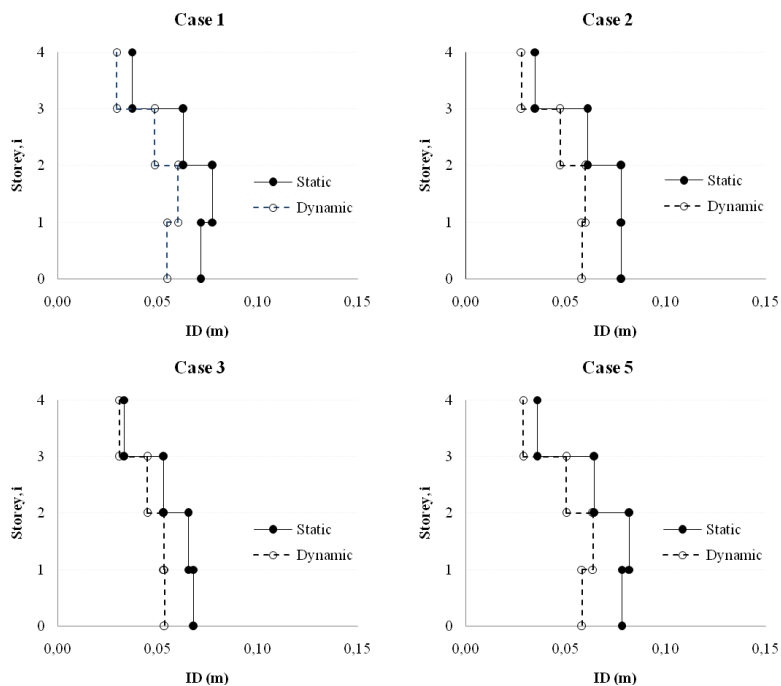 Case 1
4
3
2
1
0
Storey,i
Static
Dynamic
0,00 0,05 0,10 0,15
ID (m)
Case 2
4
3
2
1
0
Storey,i
Static
Dynamic
0,00 0,05 0,10 0,15
ID (m)
Case 3
4
3
2
1
0
Storey,i
Static
Dynamic
0,00 0,05 0,10 0,15
ID (m)
Case 5
4
3
2
1
0
Storey,i
Static
Dynamic
0,00 0,05 0,10 0,15
ID (m)